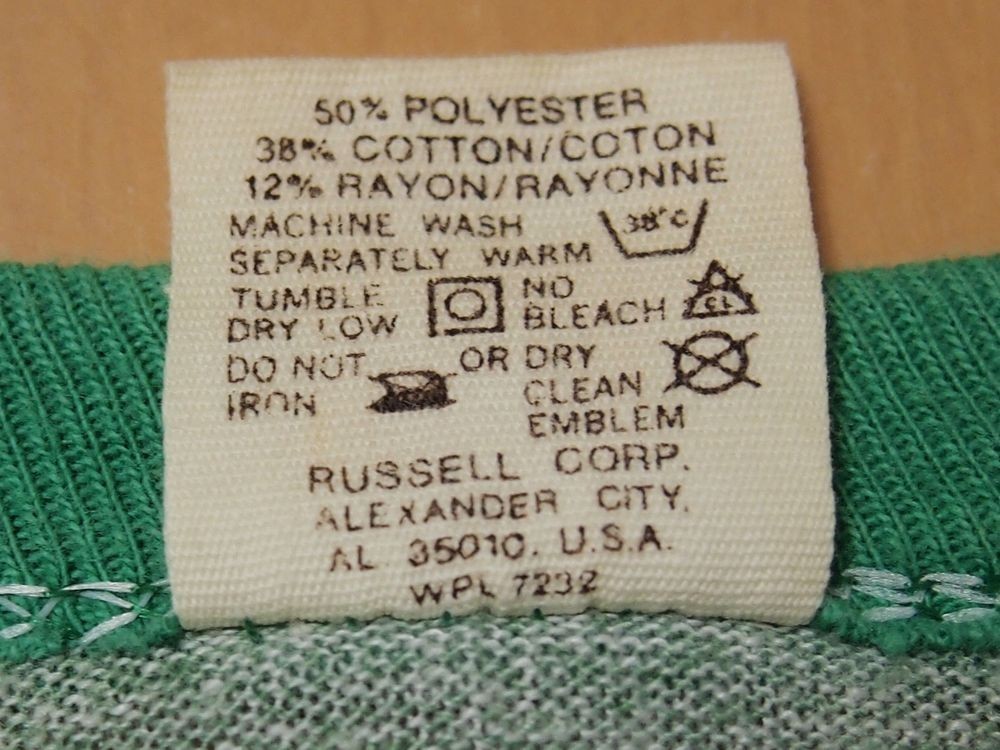 50% POLYESTER
38% COTTON/COTON
12% RAYON/RAYONNE
MACHINE WASH
SEPARATELY WARM
38°C
TUMBLE
DRY LOW
NO
BLEACH
CL
DO NOT
IRON
OR DRY
CLEAN
EMBLEM
RUSSELL CORP.
ALEXANDER CITY,
AL 35010. U.S.A.
WPL 7232